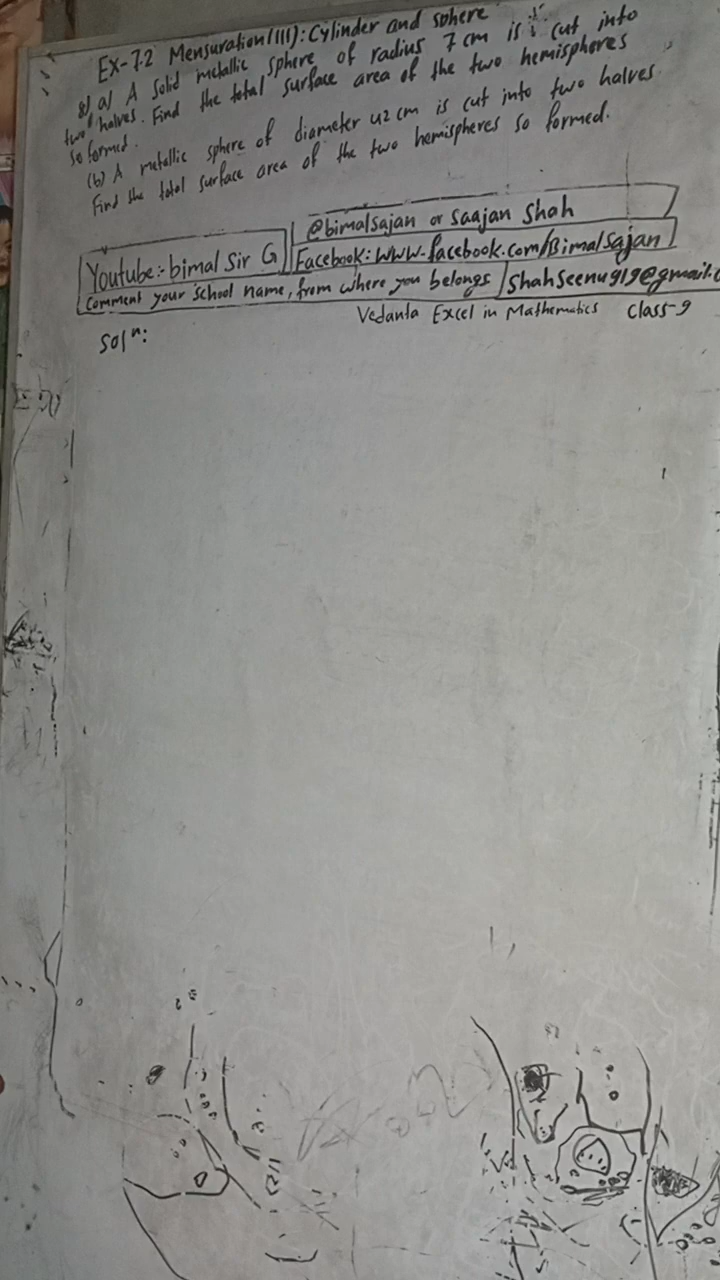 Ex-7.2 Mensuration(III): Cylinder and sphere
8) a) A solid metallic sphere of radius 7 cm is cut into
two halves. Find the total surface area of the two hemispheres
so formed.
(b) A metallic sphere of diameter 42 cm is cut into two halves.
Find the total surface area of the two hemispheres so formed.
@bimalsajan or Saajan Shah
Youtube:- bimal Sir G
Facebook: www.facebook.com/Bimalsajan
Comment your school name, from where you belongs / shahseenu919@gmail.c
Vedanta Excel in Mathematics Class-9
Solⁿ: